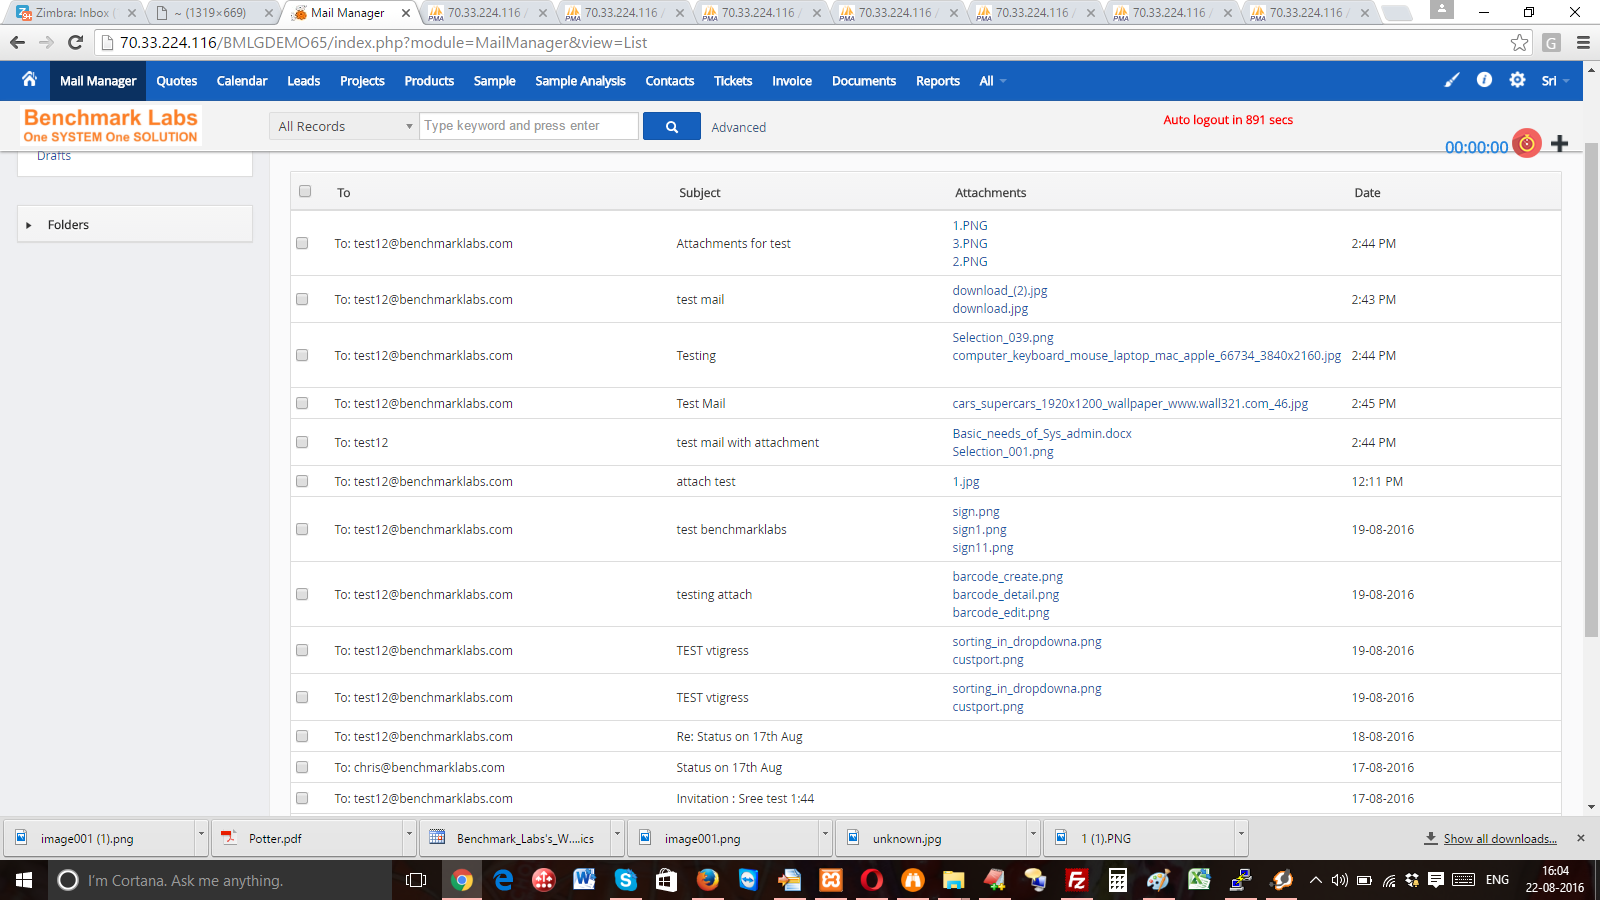 Zimbra: Inbox (
~ (1319×669)
Mail Manager
70.33.224.116 /
70.33.224.116 /
70.33.224.116 /
70.33.224.116 /
70.33.224.116 /
70.33.224.116 /
70.33.224.116 /
70.33.224.116/BMLGDEMO65/index.php?module=MailManager&view=List
Mail Manager Quotes Calendar Leads Projects Products Sample Sample Analysis Contacts Tickets Invoice Documents Reports All Sri
Benchmark Labs
One SYSTEM One SOLUTION
All Records
Type keyword and press enter
Advanced
Auto logout in 891 secs
00:00:00
Drafts
Folders
To Subject Attachments Date
To: test12@benchmarklabs.com Attachments for test 1.PNG 2:44 PM
3.PNG
2.PNG
To: test12@benchmarklabs.com test mail download_(2).jpg 2:43 PM
download.jpg
To: test12@benchmarklabs.com Testing Selection_039.png 2:44 PM
computer_keyboard_mouse_laptop_mac_apple_66734_3840x2160.jpg
To: test12@benchmarklabs.com Test Mail cars_supercars_1920x1200_wallpaper_www.wall321.com_46.jpg 2:45 PM
To: test12 test mail with attachment Basic_needs_of_Sys_admin.docx 2:44 PM
Selection_001.png
To: test12@benchmarklabs.com attach test 1.jpg 12:11 PM
To: test12@benchmarklabs.com test benchmarklabs sign.png 19-08-2016
sign1.png
sign11.png
To: test12@benchmarklabs.com testing attach barcode_create.png 19-08-2016
barcode_detail.png
barcode_edit.png
To: test12@benchmarklabs.com TEST vtigress sorting_in_dropdowna.png 19-08-2016
custport.png
To: test12@benchmarklabs.com TEST vtigress sorting_in_dropdowna.png 19-08-2016
custport.png
To: test12@benchmarklabs.com Re: Status on 17th Aug 18-08-2016
To: chris@benchmarklabs.com Status on 17th Aug 17-08-2016
To: test12@benchmarklabs.com Invitation : Sree test 1:44 17-08-2016
image001 (1).png
Potter.pdf
Benchmark_Labs's_W....ics
image001.png
unknown.jpg
1 (1).PNG
Show all downloads...
I'm Cortana. Ask me anything.
ENG
16:04
22-08-2016